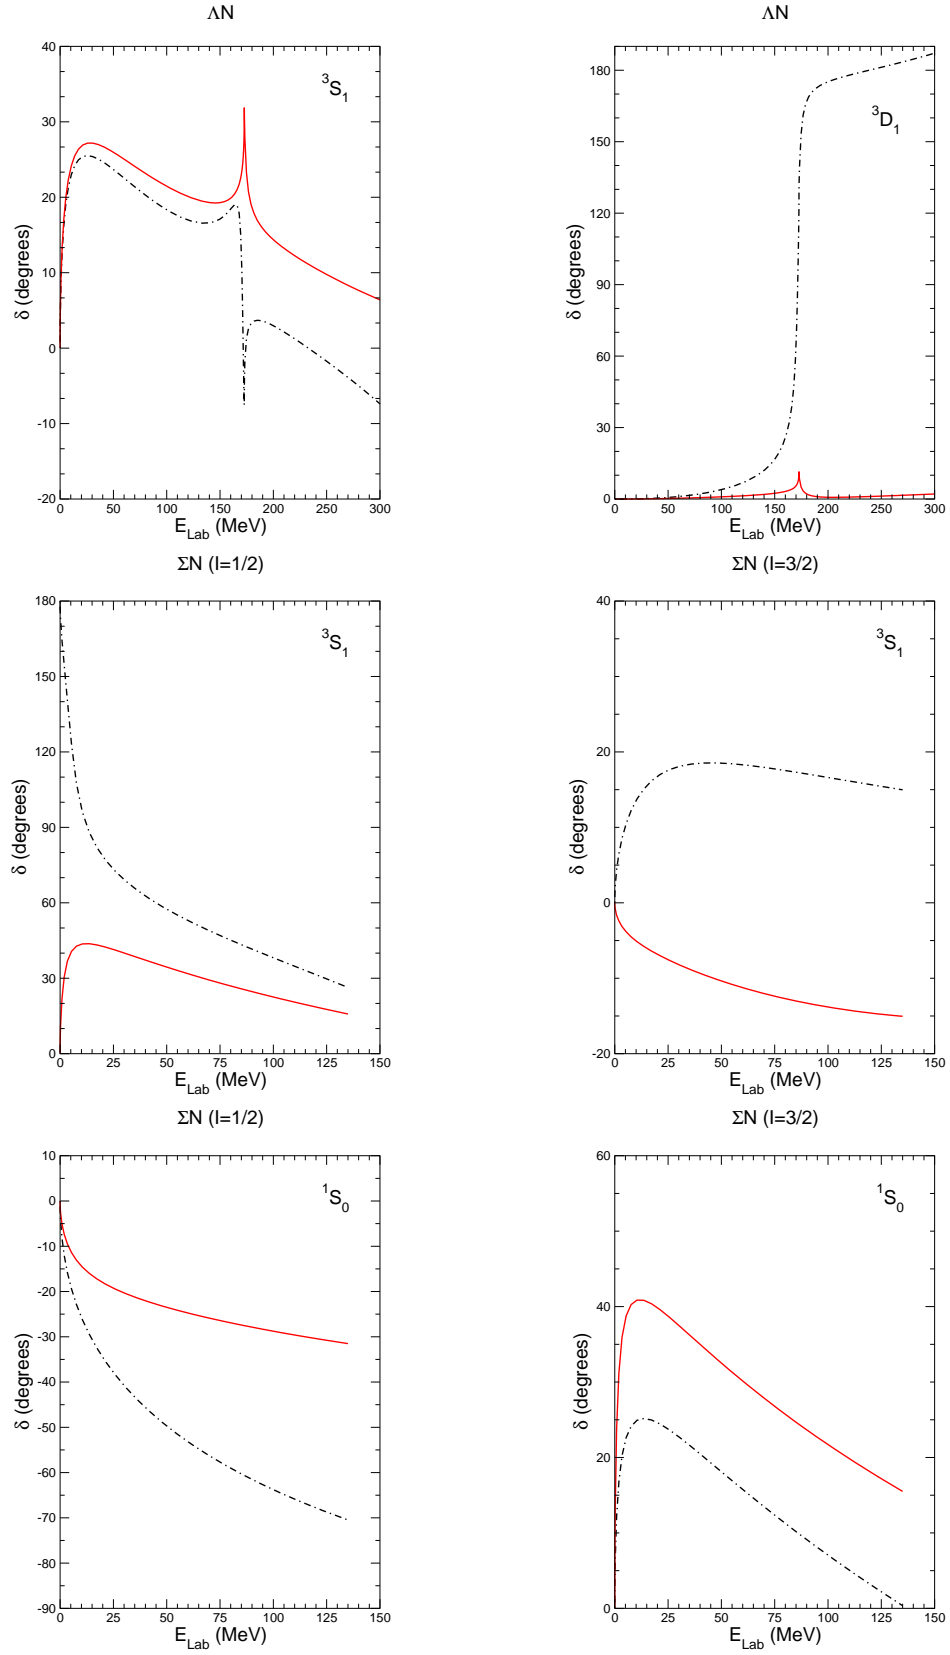 ΛN ΛN
40
30
20
10
0
-10
-20
δ (degrees)
³S₁
0 50 100 150 200 250 300
E_Lab (MeV)
180
150
120
90
60
30
0
δ (degrees)
³D₁
0 50 100 150 200 250 300
E_Lab (MeV)
ΣN (I=1/2) ΣN (I=3/2)
180
150
120
90
60
30
0
δ (degrees)
³S₁
0 25 50 75 100 125 150
E_Lab (MeV)
40
20
0
-20
δ (degrees)
³S₁
0 25 50 75 100 125 150
E_Lab (MeV)
ΣN (I=1/2) ΣN (I=3/2)
10
0
-10
-20
-30
-40
-50
-60
-70
-80
-90
δ (degrees)
¹S₀
0 25 50 75 100 125 150
E_Lab (MeV)
60
40
20
0
δ (degrees)
¹S₀
0 25 50 75 100 125 150
E_Lab (MeV)